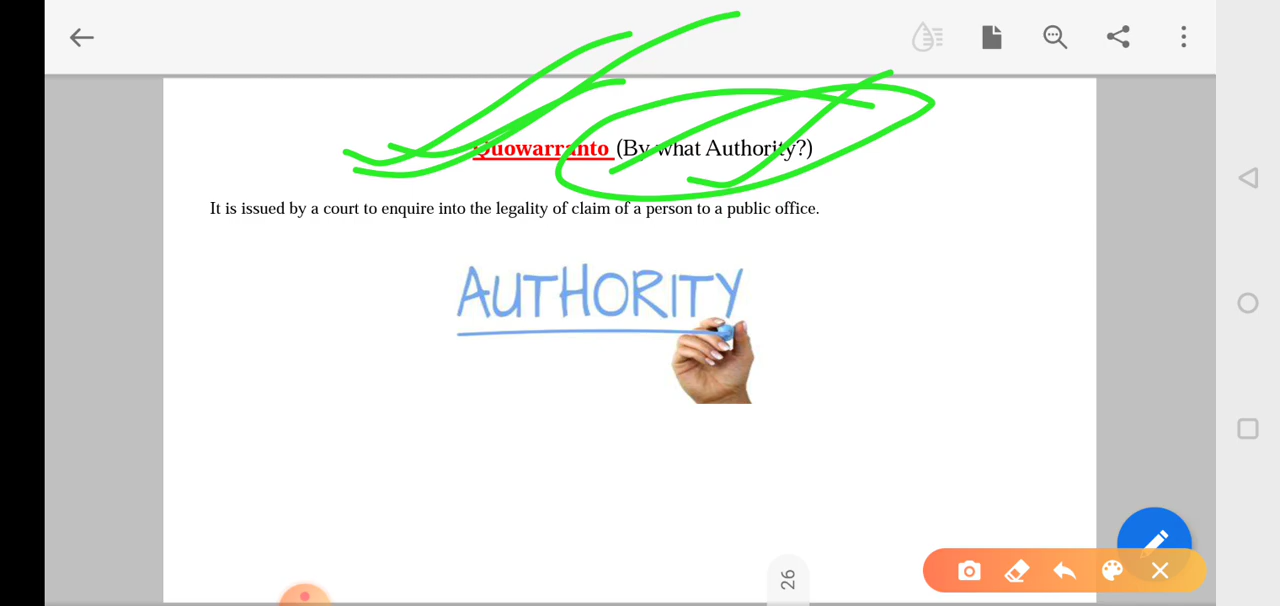 Quowarranto (By what Authority?)
It is issued by a court to enquire into the legality of claim of a person to a public office.
AUTHORITY
26